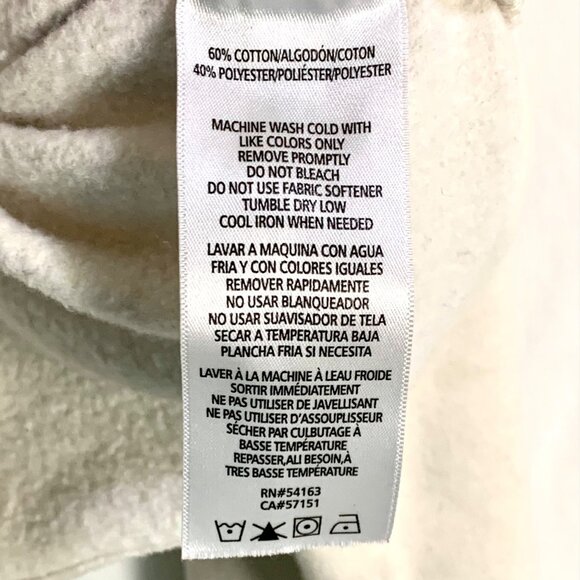 60% COTTON/ALGODÓN/COTON
40% POLYESTER/POLIÉSTER/POLYESTER
MACHINE WASH COLD WITH
LIKE COLORS ONLY
REMOVE PROMPTLY
DO NOT BLEACH
DO NOT USE FABRIC SOFTENER
TUMBLE DRY LOW
COOL IRON WHEN NEEDED
LAVAR A MAQUINA CON AGUA
FRIA Y CON COLORES IGUALES
REMOVER RAPIDAMENTE
NO USAR BLANQUEADOR
NO USAR SUAVISADOR DE TELA
SECAR A TEMPERATURA BAJA
PLANCHA FRIA SI NECESITA
LAVER À LA MACHINE À LEAU FROIDE
SORTIR IMMÉDIATEMENT
NE PAS UTILISER DE JAVELLISANT
NE PAS UTILISER D'ASSOUPLISSEUR
SÉCHER PAR CULBUTAGE À
BASSE TEMPÉRATURE
REPASSER,ALI BESOIN,À
TRES BASSE TEMPÉRATURE
RN#54163
CA#57151